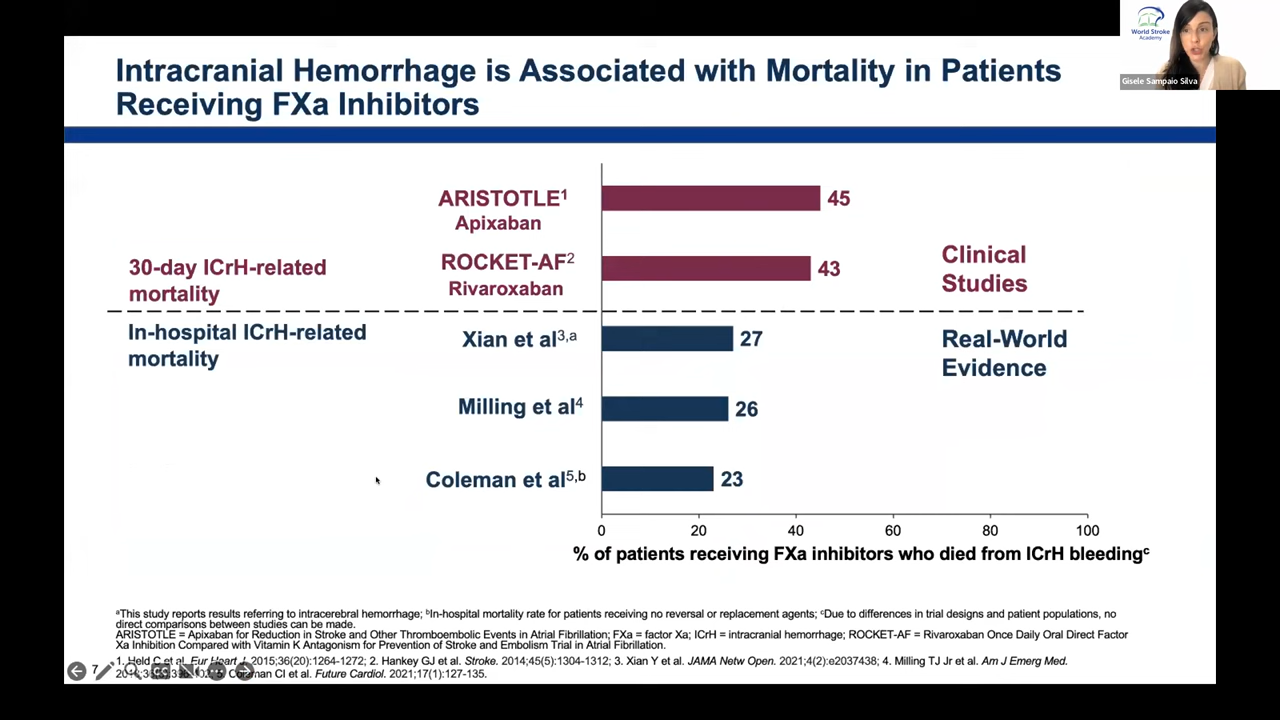 Intracranial Hemorrhage is Associated with Mortality in Patients
Receiving FXa Inhibitors
World Stroke
Academy
Gisele Sampaio Silva
ARISTOTLE1
Apixaban
45
30-day ICrH-related
mortality
ROCKET-AF2
Rivaroxaban
43
Clinical
Studies
In-hospital ICrH-related
mortality
Xian et al3,a
27
Real-World
Evidence
Milling et al4
26
Coleman et al5,b
23
0 20 40 60 80 100
% of patients receiving FXa inhibitors who died from ICrH bleedingc
aThis study reports results referring to intracerebral hemorrhage; bIn-hospital mortality rate for patients receiving no reversal or replacement agents; cDue to differences in trial designs and patient populations, no
direct comparisons between studies can be made.
ARISTOTLE = Apixaban for Reduction in Stroke and Other Thromboembolic Events in Atrial Fibrillation; FXa = factor Xa; ICrH = intracranial hemorrhage; ROCKET-AF = Rivaroxaban Once Daily Oral Direct Factor
Xa Inhibition Compared with Vitamin K Antagonism for Prevention of Stroke and Embolism Trial in Atrial Fibrillation.
1. Held C et al. Eur Heart J. 2015;36(20):1264-1272; 2. Hankey GJ et al. Stroke. 2014;45(5):1304-1312; 3. Xian Y et al. JAMA Netw Open. 2021;4(2):e2037438; 4. Milling TJ Jr et al. Am J Emerg Med.
Coleman CI et al. Future Cardiol. 2021;17(1):127-135.
7